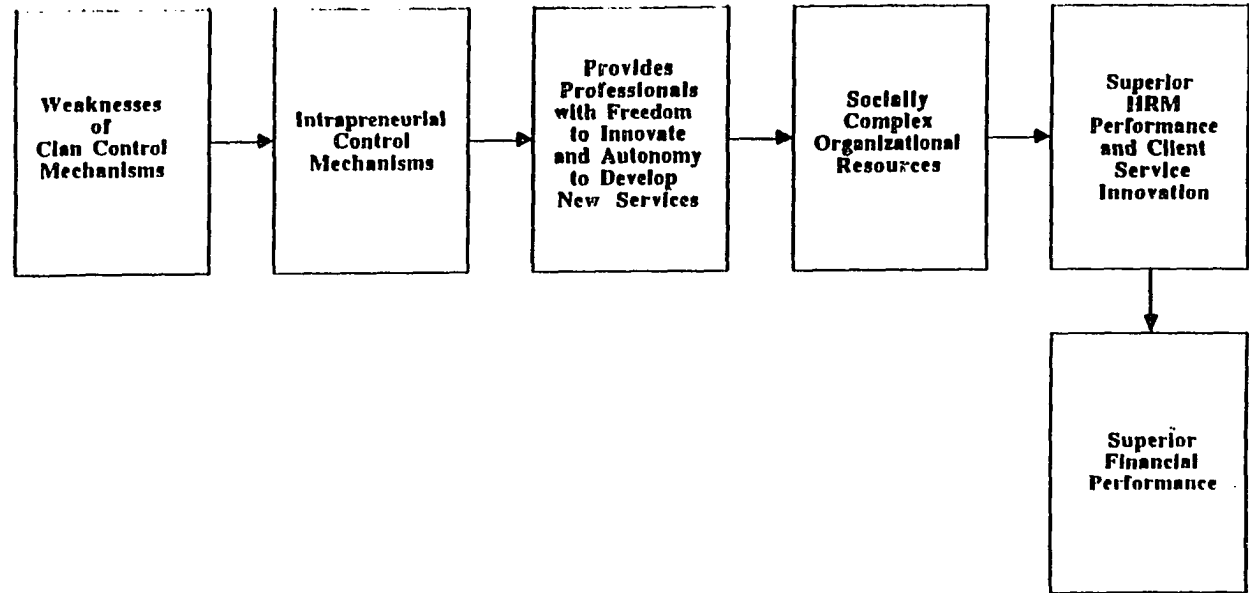 Weaknesses
of
Clan Control
Mechanisms
Intrapreneurial
Control
Mechanisms
Provides
Professionals
with Freedom
to Innovate
and Autonomy
to Develop
New Services
Socially
Complex
Organizational
Resources
Superior
HRM
Performance
and Client
Service
Innovation
Superior
Financial
Performance